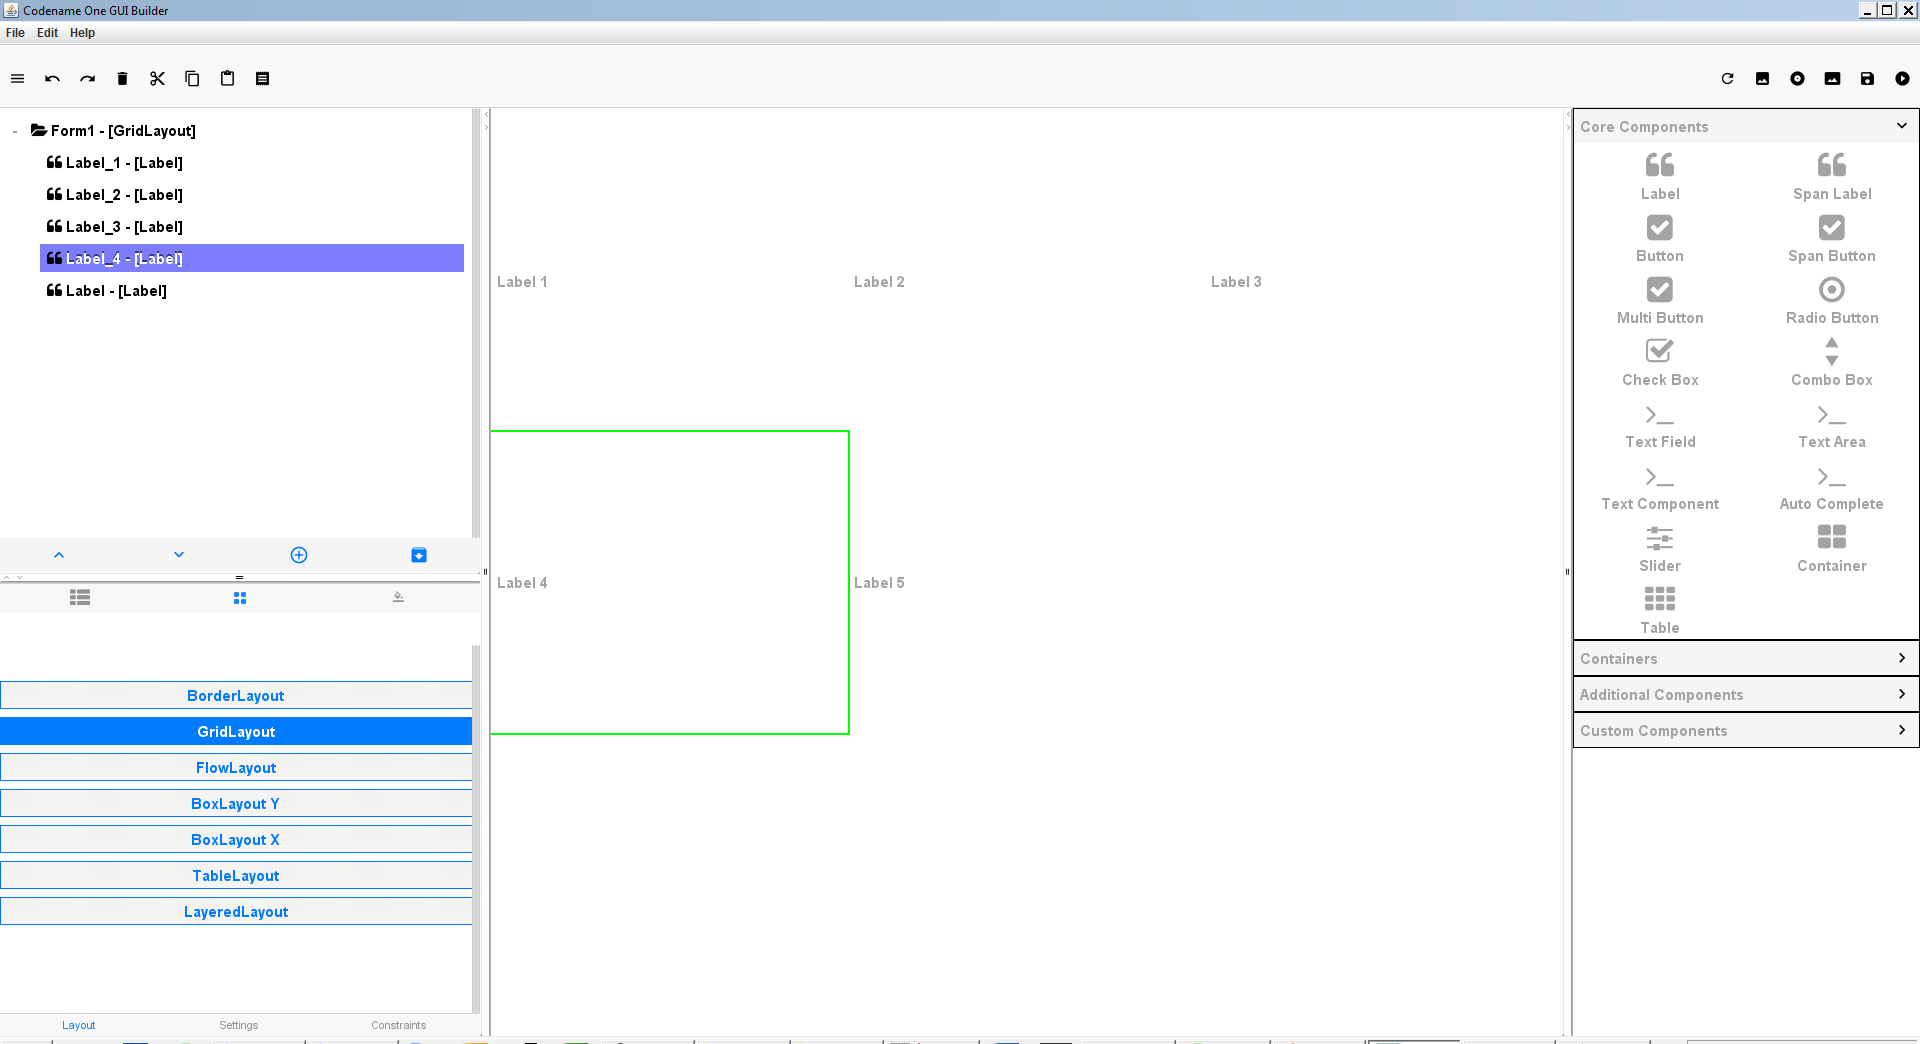 Codename One GUI Builder
File Edit Help
- Form1 - [GridLayout]
Label_1 - [Label]
Label_2 - [Label]
Label_3 - [Label]
Label_4 - [Label]
Label - [Label]
BorderLayout
GridLayout
FlowLayout
BoxLayout Y
BoxLayout X
TableLayout
LayeredLayout
Layout Settings Constraints
Label 1 Label 2 Label 3
Label 4 Label 5
Core Components
Label Span Label
Button Span Button
Multi Button Radio Button
Check Box Combo Box
Text Field Text Area
Text Component Auto Complete
Slider Container
Table
Containers
Additional Components
Custom Components